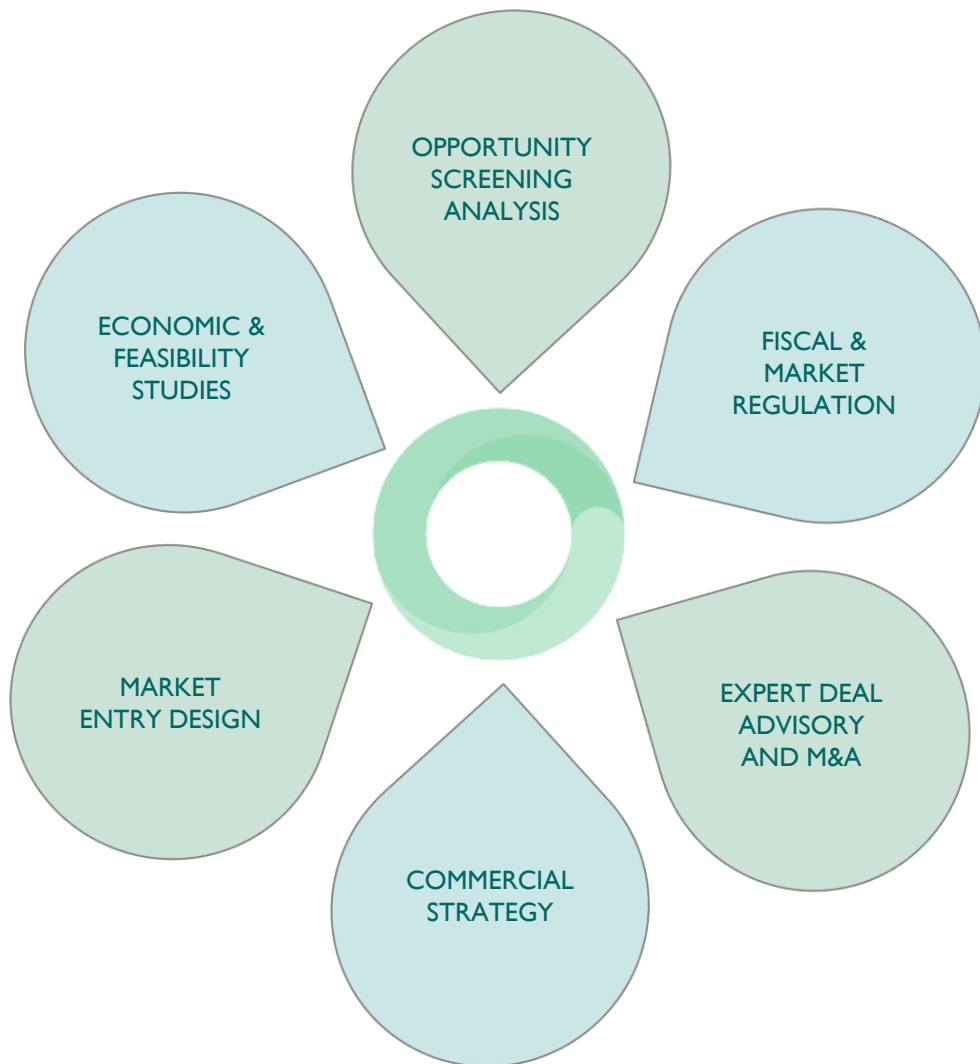 OPPORTUNITY
SCREENING
ANALYSIS
ECONOMIC &
FEASIBILITY
STUDIES
FISCAL &
MARKET
REGULATION
MARKET
ENTRY DESIGN
EXPERT DEAL
ADVISORY
AND M&A
COMMERCIAL
STRATEGY